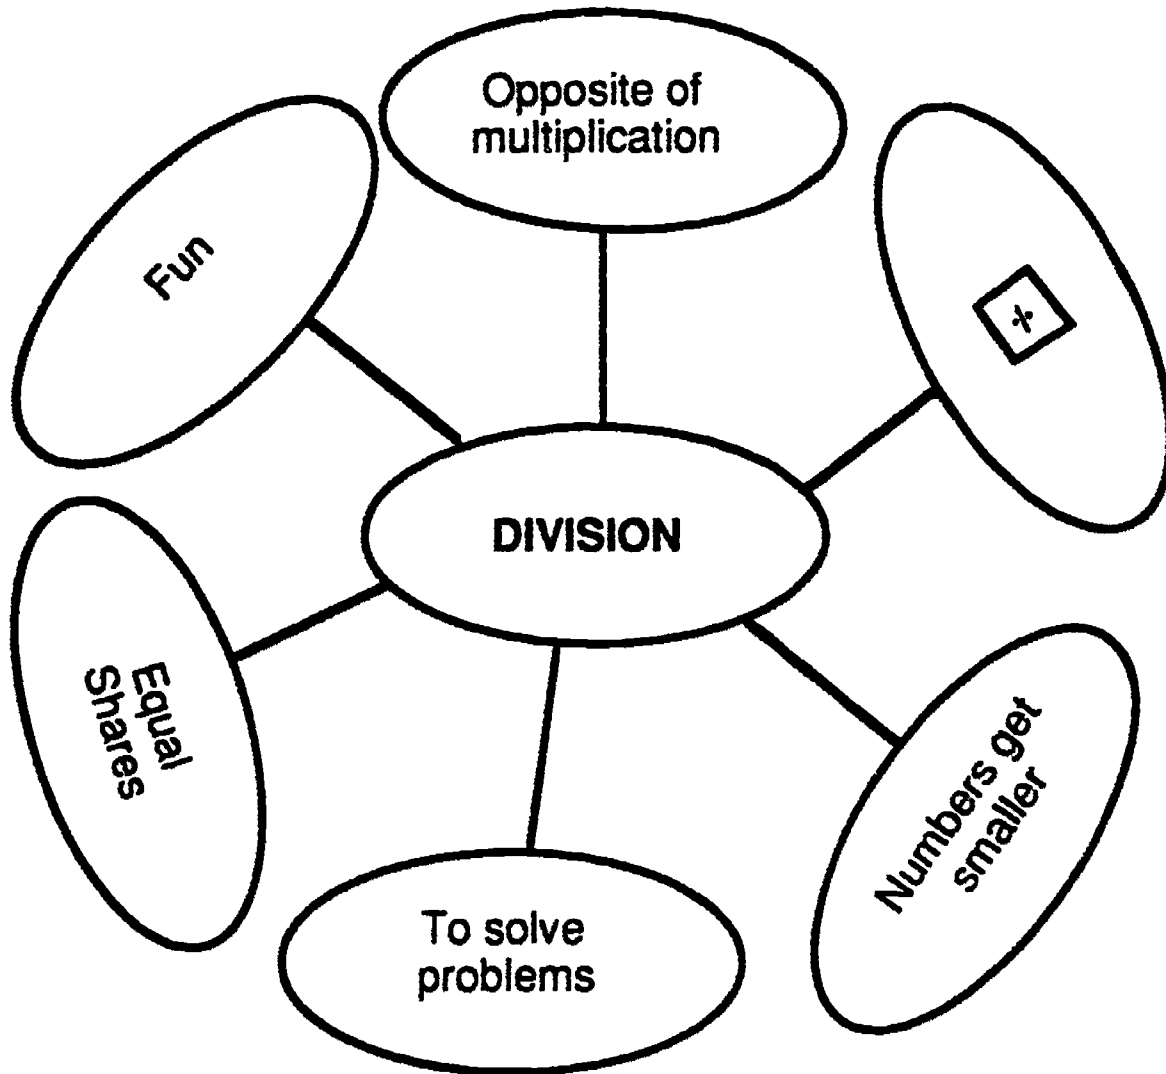 Opposite of
multiplication
Fun
÷
DIVISION
Equal
Shares
Numbers get
smaller
To solve
problems